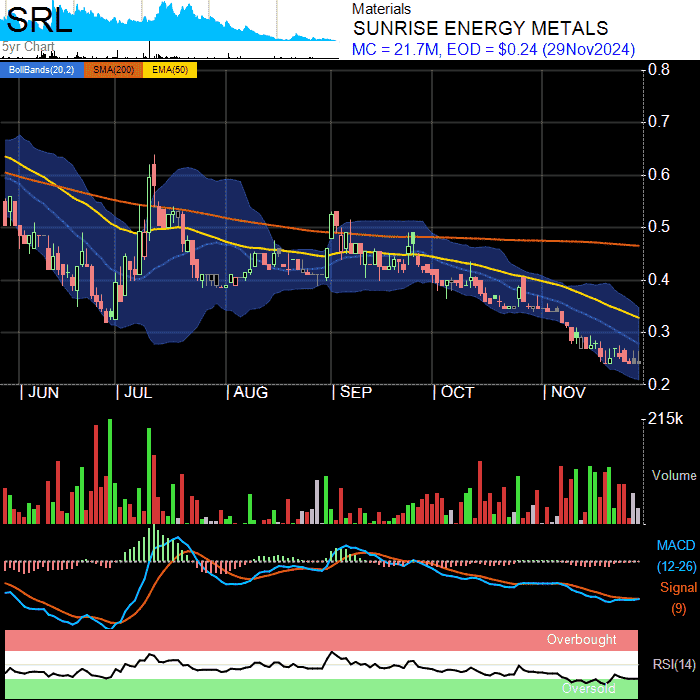 SRL
5yr Chart
Materials
SUNRISE ENERGY METALS
MC = 21.7M, EOD = $0.24 (29Nov2024)
BollBands(20,2) SMA(200) EMA(50)
0.8
0.7
0.6
0.5
0.4
0.3
0.2
JUN JUL AUG SEP OCT NOV
215k
Volume
MACD
(12-26)
Signal
(9)
Overbought
RSI(14)
Oversold